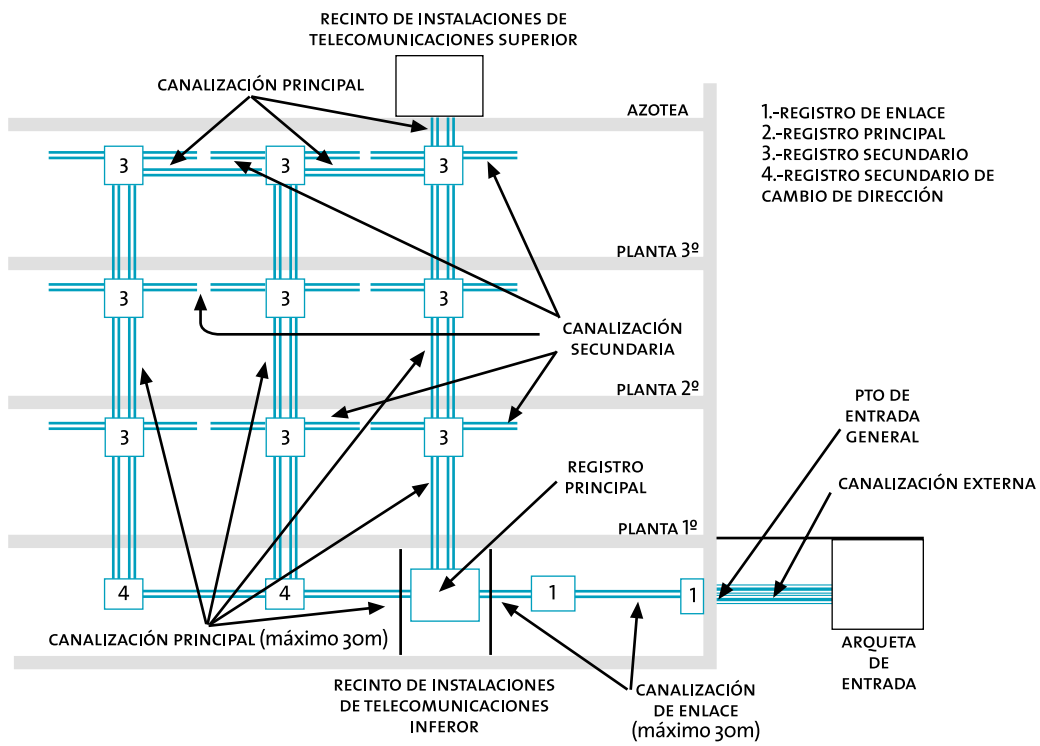 RECINTO DE INSTALACIONES DE
TELECOMUNICACIONES SUPERIOR
CANALIZACIÓN PRINCIPAL
AZOTEA
1.-REGISTRO DE ENLACE
2.-REGISTRO PRINCIPAL
3.-REGISTRO SECUNDARIO
4.-REGISTRO SECUNDARIO DE
CAMBIO DE DIRECCIÓN
3 3 3
PLANTA 3º
3 3 3
CANALIZACIÓN
SECUNDARIA
PLANTA 2º
PTO DE
ENTRADA
GENERAL
3 3 3
REGISTRO
PRINCIPAL
CANALIZACIÓN EXTERNA
PLANTA 1º
4 4 1 1
CANALIZACIÓN PRINCIPAL (máximo 30m)
ARQUETA
DE
ENTRADA
RECINTO DE INSTALACIONES
DE TELECOMUNICACIONES
INFEROR
CANALIZACIÓN
DE ENLACE
(máximo 30m)